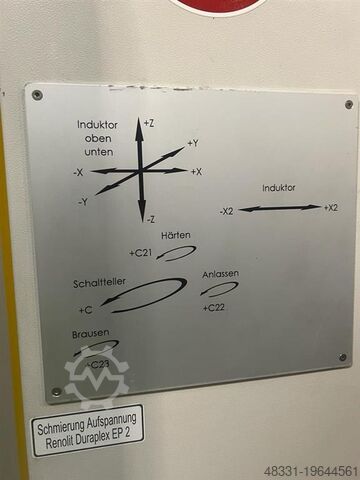 Induktor
oben
unten
+Z
+Y
-X
+X
-Y
-Z
Induktor
-X2
+X2
Härten
+C21
Schaltteller
+C
Anlassen
+C22
Brausen
+C23
Schmierung Aufspannung
Renolit Duraplex EP 2
48331-19644561